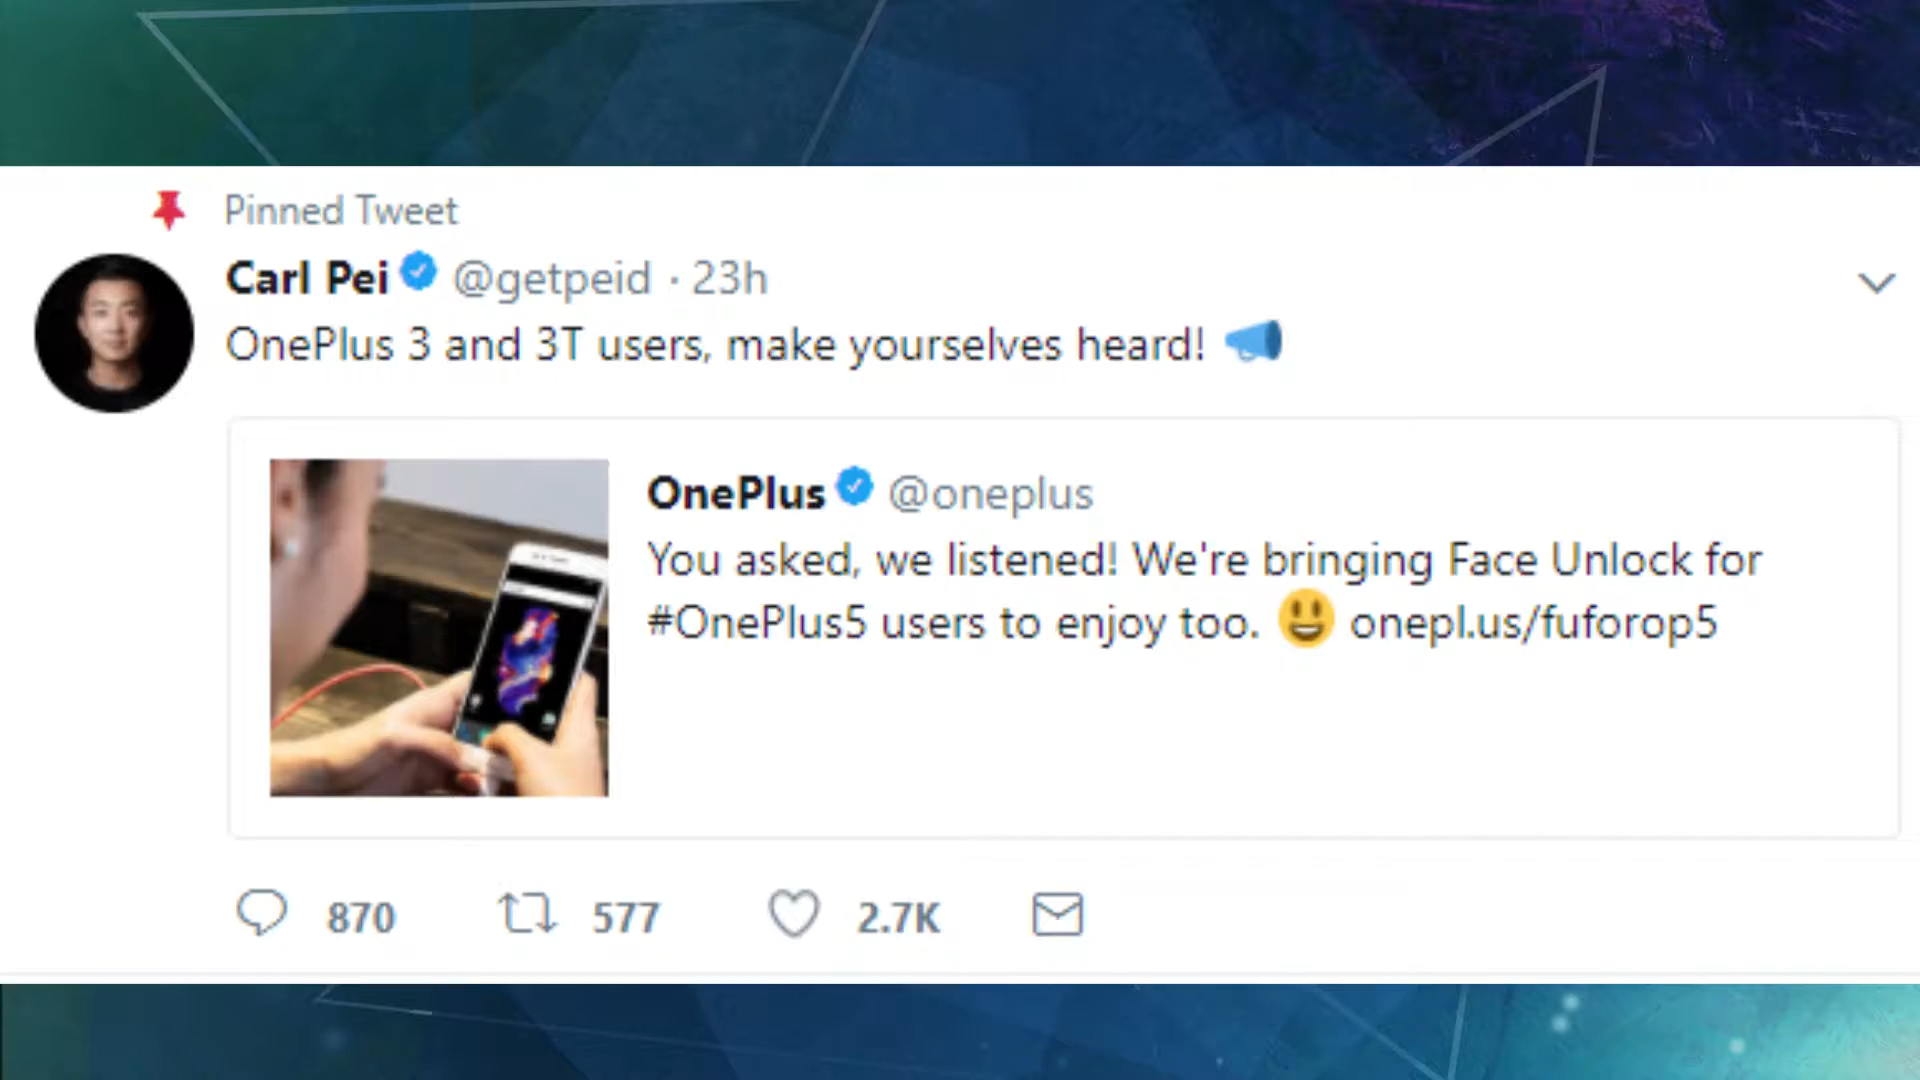 Pinned Tweet
Carl Pei @getpeid · 23h
OnePlus 3 and 3T users, make yourselves heard! 📣
OnePlus @oneplus
You asked, we listened! We're bringing Face Unlock for
#OnePlus5 users to enjoy too. 😃 onepl.us/fuforop5
870 577 2.7K